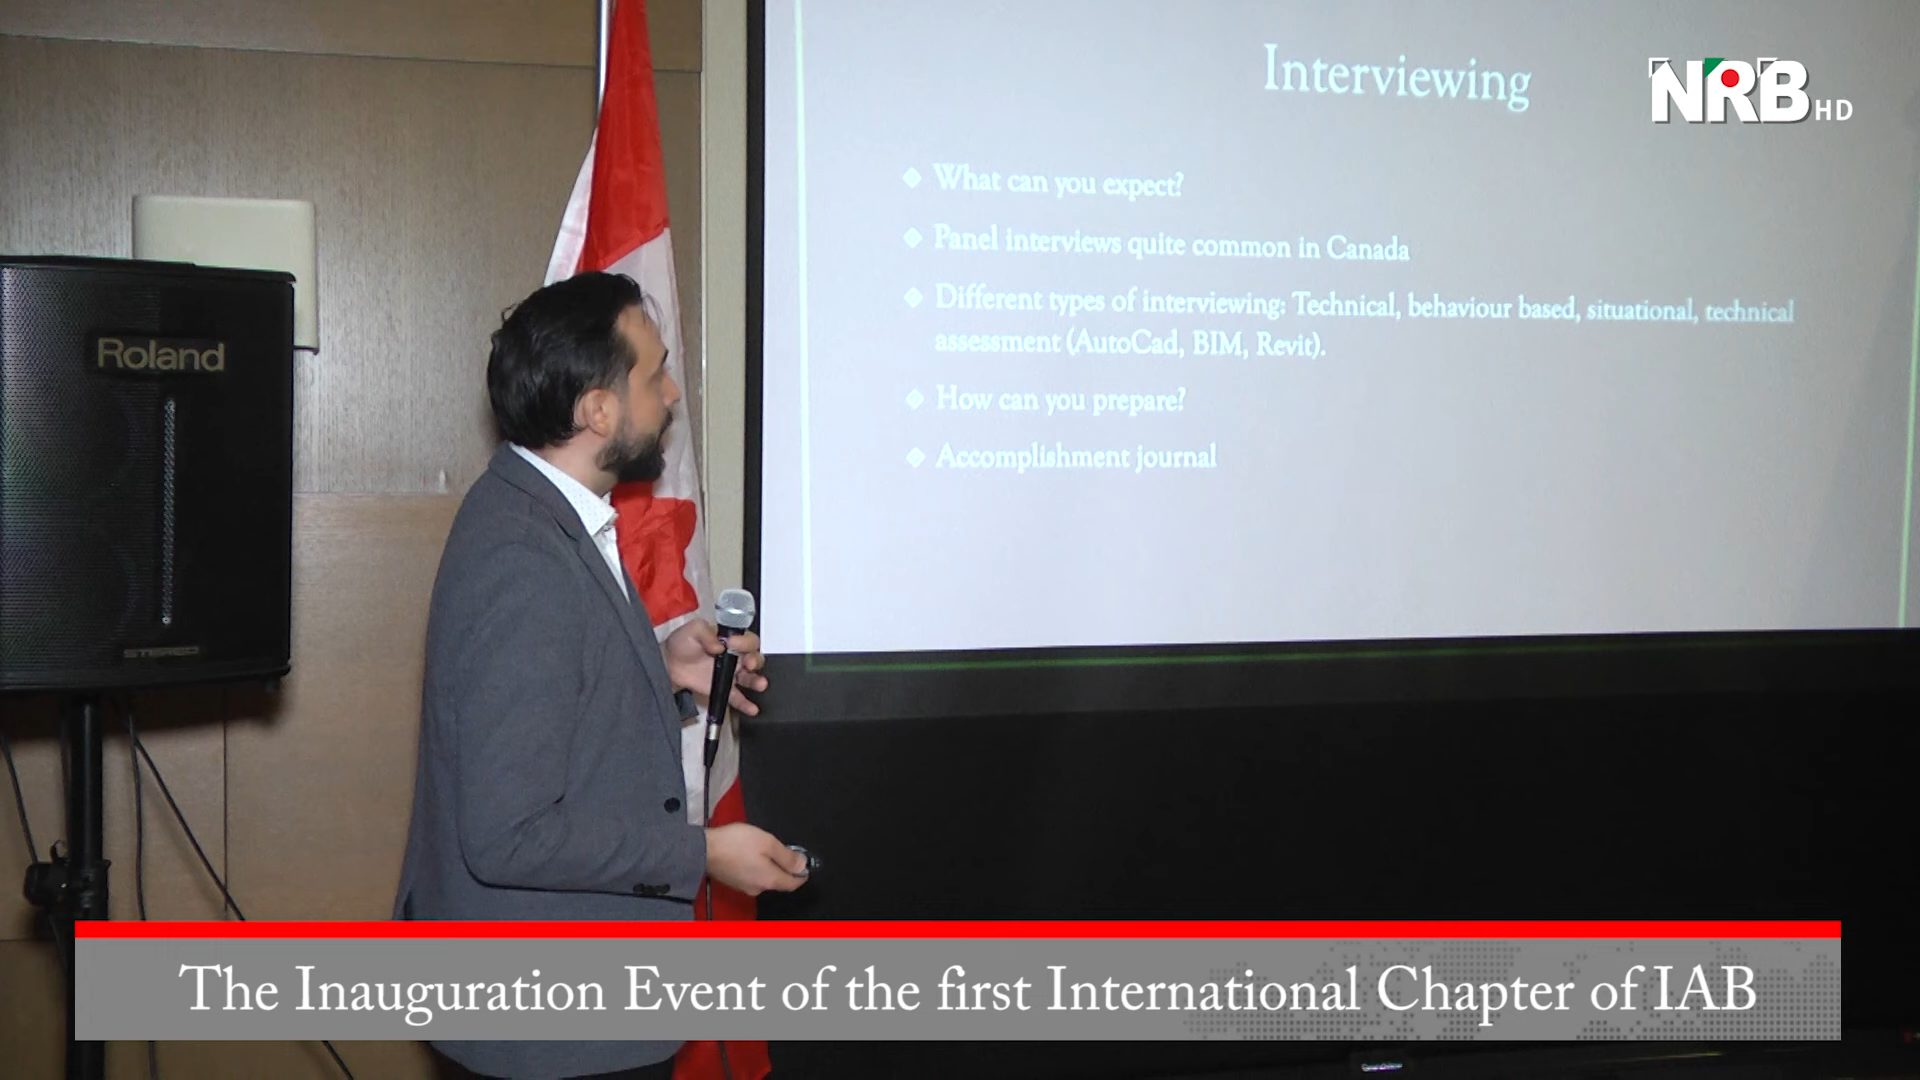 Interviewing
NRB HD
What can you expect?
Panel interviews quite common in Canada
Different types of interviewing: Technical, behaviour based, situational, technical
assessment (AutoCad, BIM, Revit).
How can you prepare?
Accomplishment journal
Roland
STEREO
The Inauguration Event of the first International Chapter of IAB